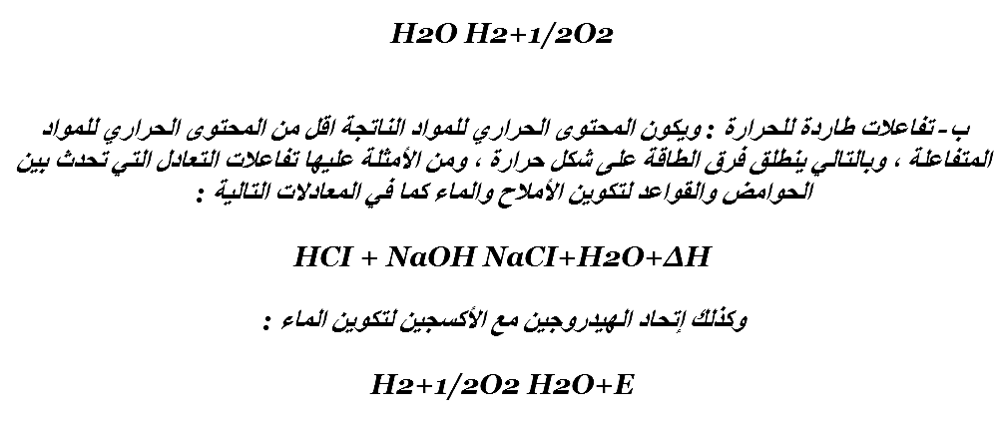 H2O H2+1/2O2
ب - تفاعلات طاردة للحرارة : ويكون المحتوى الحراري للمواد الناتجة اقل من المحتوى الحراري للمواد
المتفاعلة ، وبالتالي ينطلق فرق الطاقة على شكل حرارة ، ومن الأمثلة عليها تفاعلات التعادل التي تحدث بين
الحوامض والقواعد لتكوين الأملاح والماء كما في المعادلات التالية :
HCI + NaOH NaCI+H2O+ΔH
وكذلك إتحاد الهيدروجين مع الأكسجين لتكوين الماء :
H2+1/2O2 H2O+E